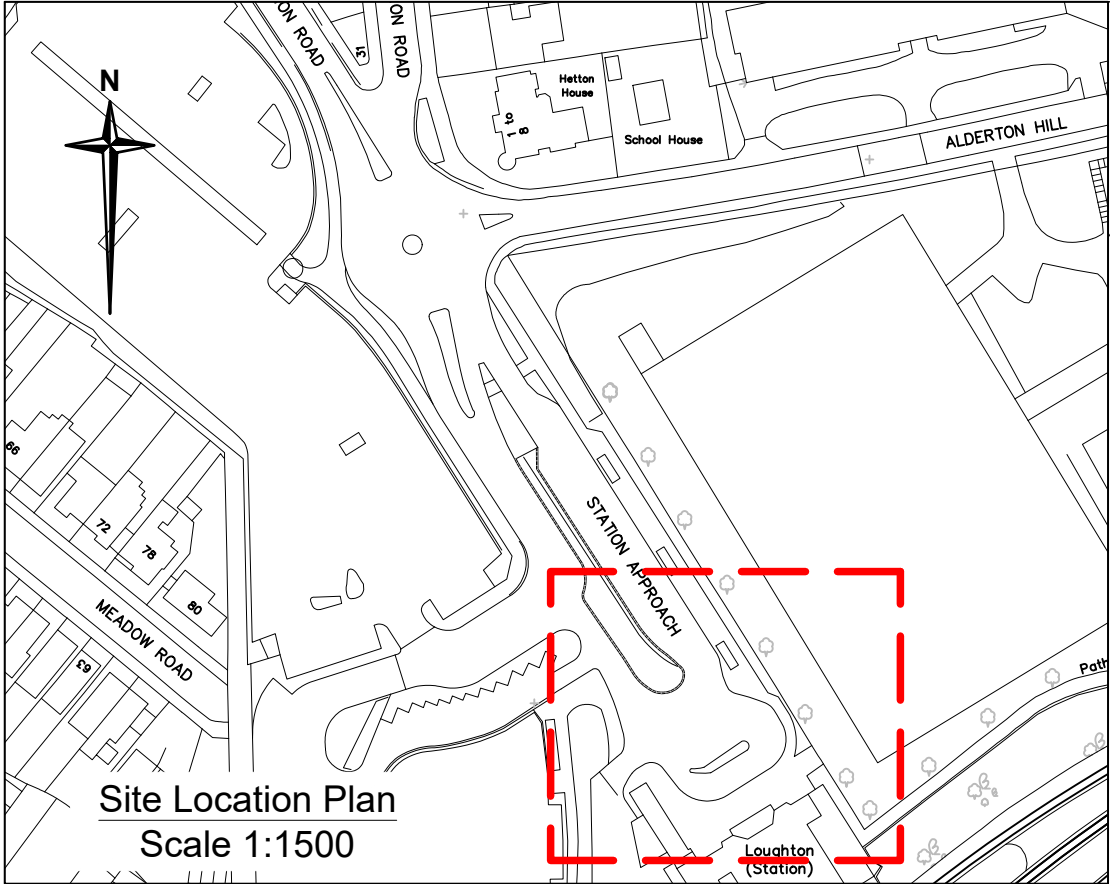 ON ROAD
31
ON ROAD
N
Hetton
House
1 to
8
School House
ALDERTON HILL
66
72
78
80
STATION APPROACH
MEADOW ROAD
63
Path
Site Location Plan
Scale 1:1500
Loughton
(Station)